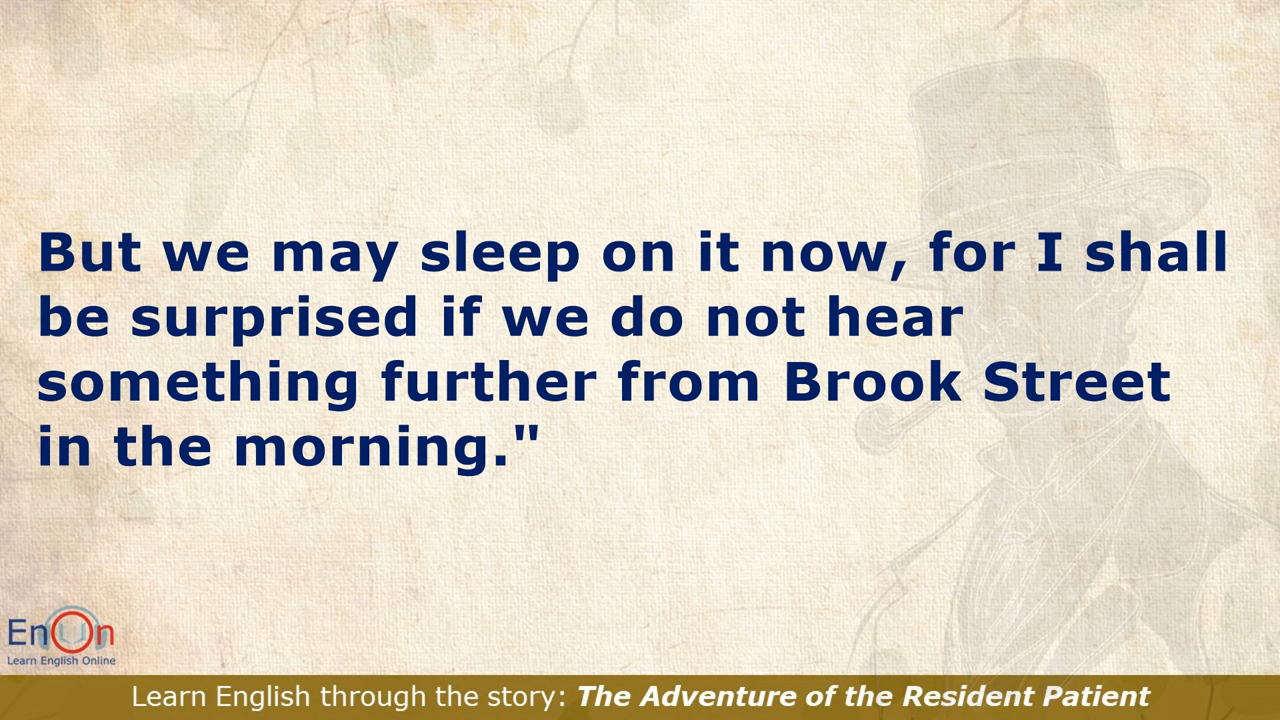 But we may sleep on it now, for I shall
be surprised if we do not hear
something further from Brook Street
in the morning."
EnOn
Learn English Online
Learn English through the story: The Adventure of the Resident Patient